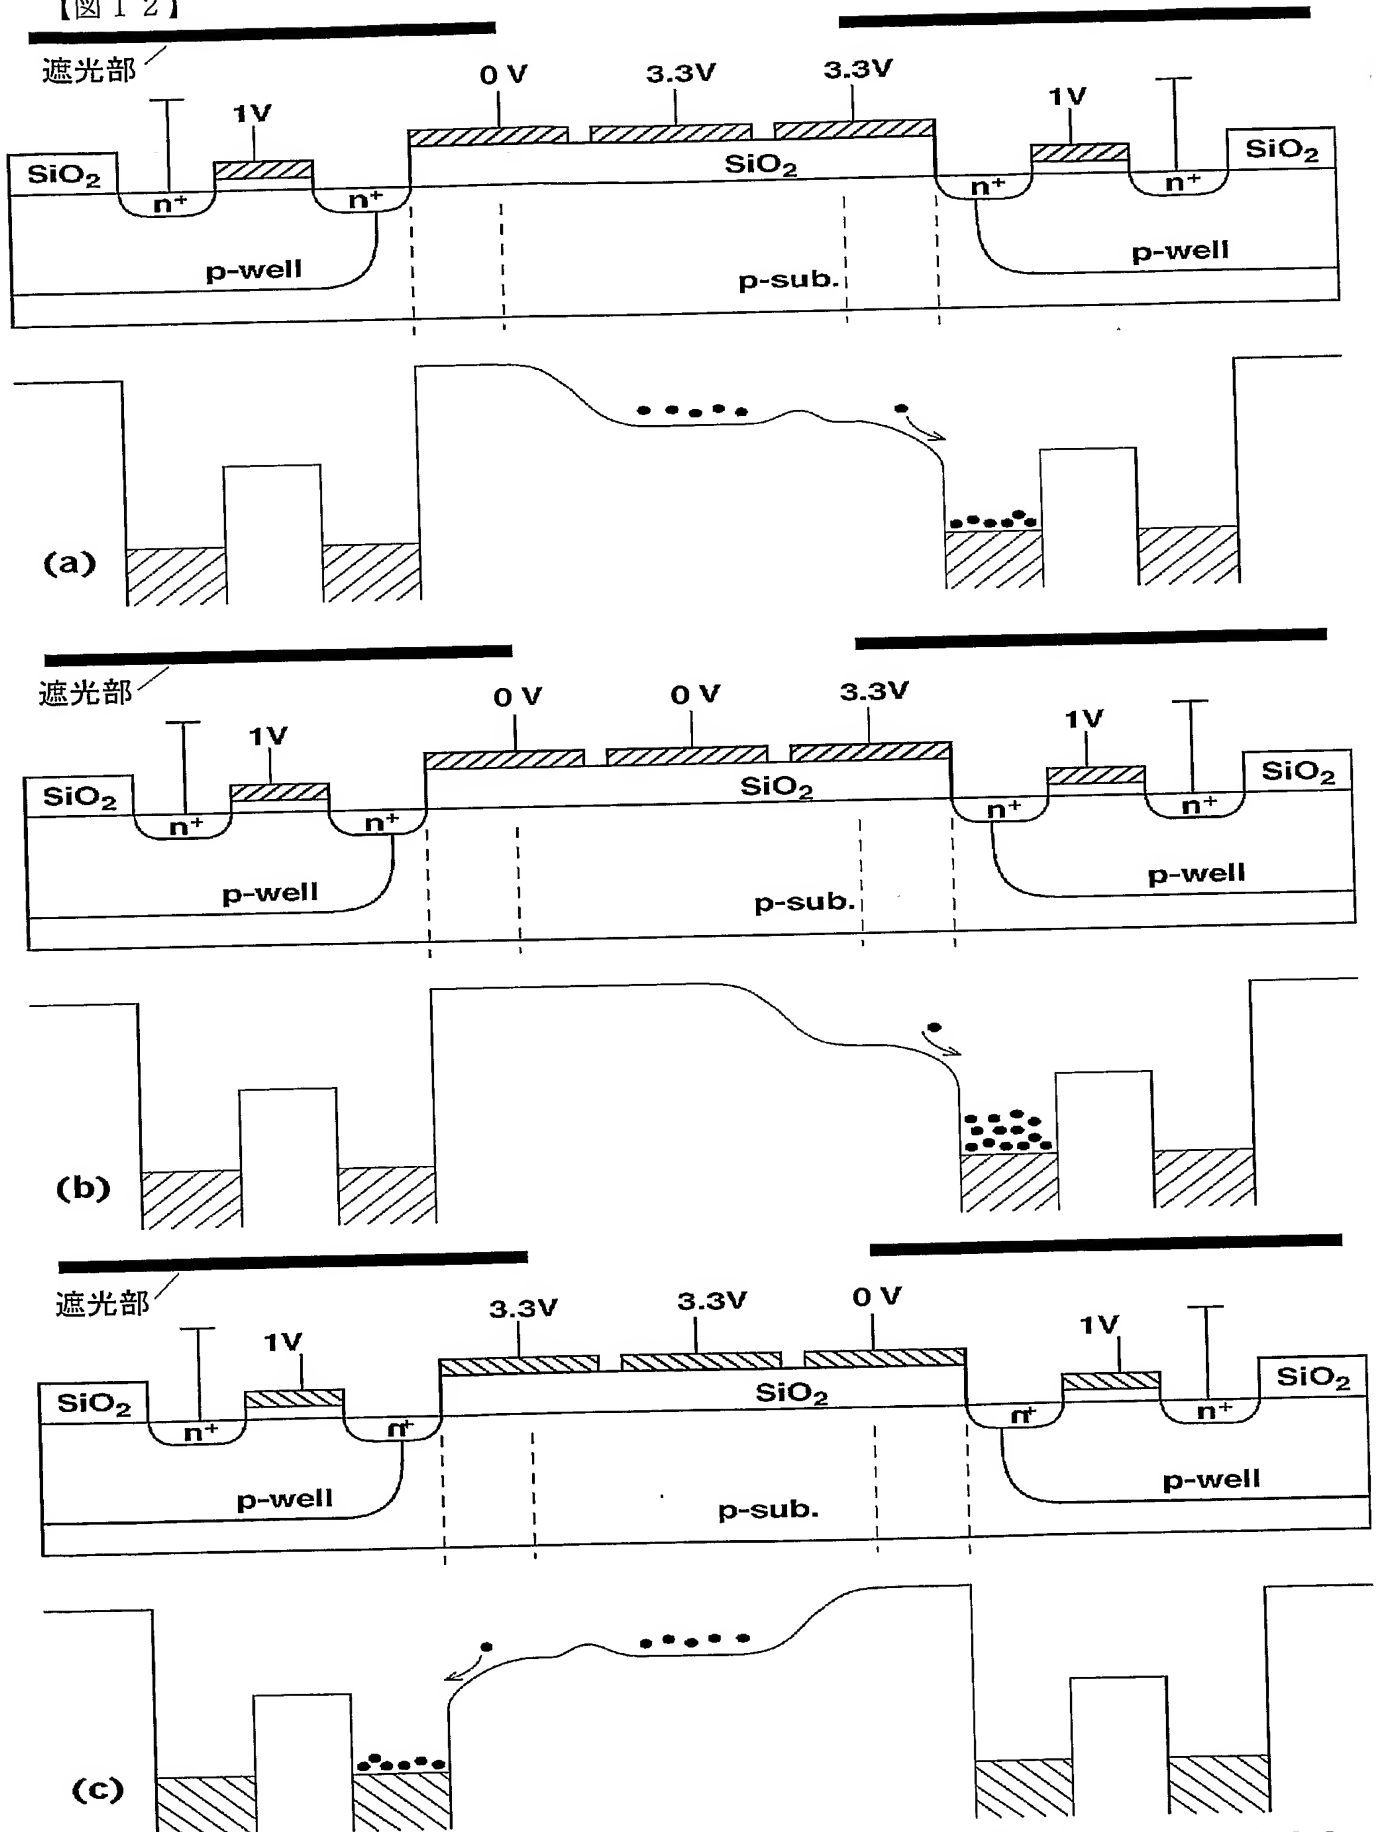 【図12】
遮光部
0 V 3.3V 3.3V
1V 1V
SiO2 SiO2 SiO2
n+ n+ n+ n+
p-well p-sub. p-well
(a)
遮光部
0 V 0 V 3.3V
1V 1V
SiO2 SiO2 SiO2
n+ n+ n+ n+
p-well p-sub. p-well
(b)
遮光部
3.3V 3.3V 0 V
1V 1V
SiO2 SiO2 SiO2
n+ n+ n+ n+
p-well p-sub. p-well
(c)